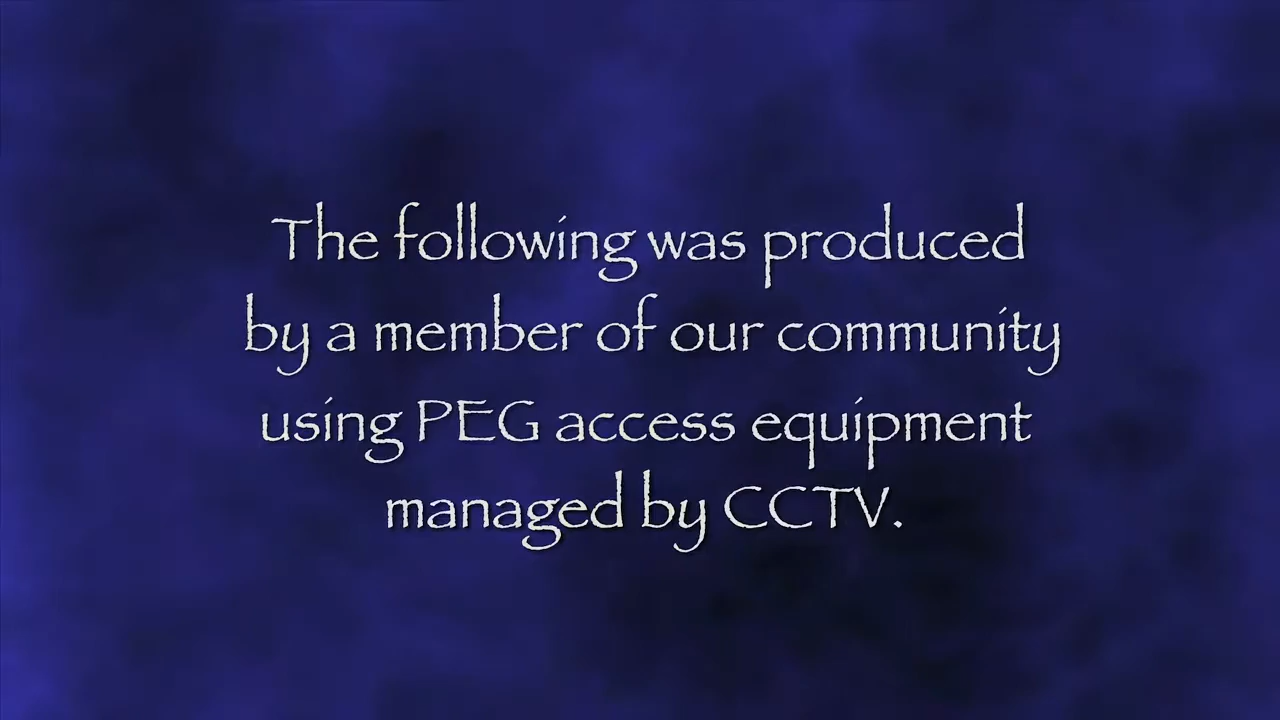 The following was produced
by a member of our community
using PEG access equipment
managed by CCTV.